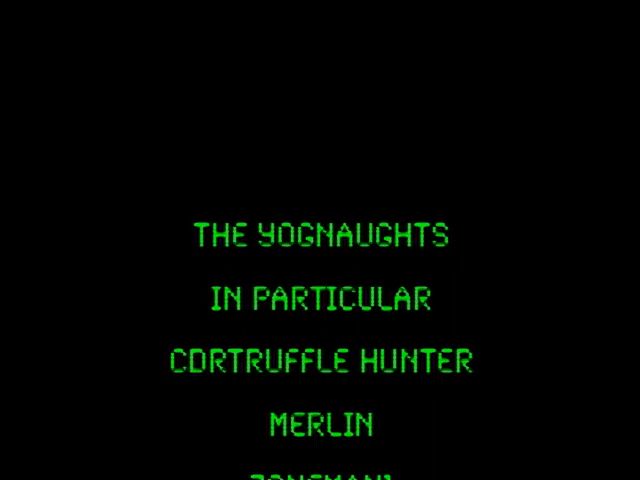 THE YOGNAUGHTS
IN PARTICULAR
CORTRUFFLE HUNTER
MERLIN